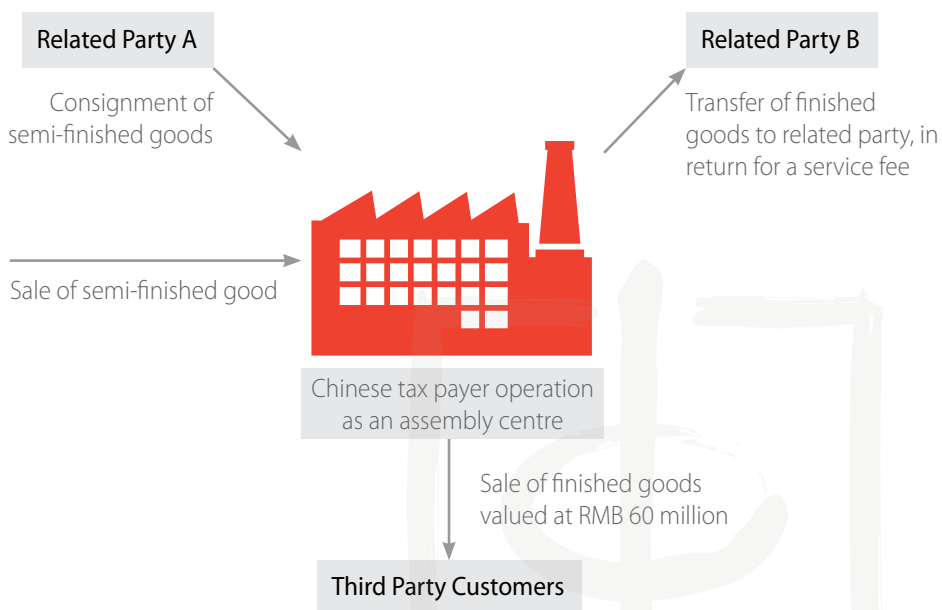 Related Party A
Related Party B
Consignment of
semi-finished goods
Transfer of finished
goods to related party, in
return for a service fee
Sale of semi-finished good
Chinese tax payer operation
as an assembly centre
Sale of finished goods
valued at RMB 60 million
Third Party Customers